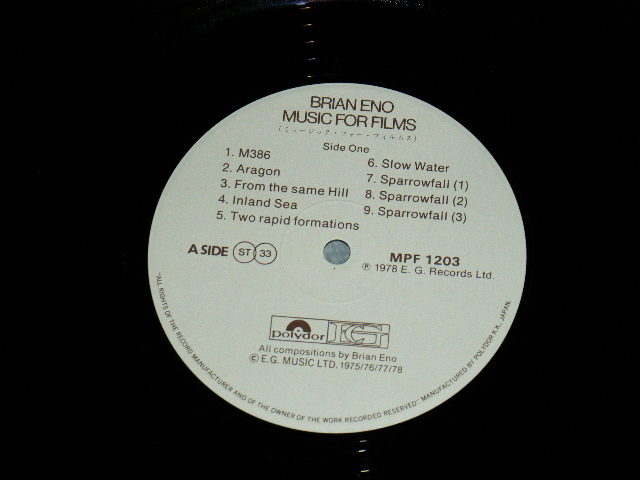 BRIAN ENO
MUSIC FOR FILMS
(ミュージック・フォー・フィルムス)
Side One
1. M386
2. Aragon
3. From the same Hill
4. Inland Sea
5. Two rapid formations
6. Slow Water
7. Sparrowfall (1)
8. Sparrowfall (2)
9. Sparrowfall (3)
A SIDE ST 33
MPF 1203
Ⓟ 1978 E. G. Records Ltd.
polydor EG
All compositions by Brian Eno
© E.G. MUSIC LTD. 1975/76/77/78
"ALL RIGHTS OF THE RECORD MANUFACTURER AND OF THE OWNER OF THE WORK RECORDED RESERVED" MANUFACTURED BY POLYDOR K.K. JAPAN.